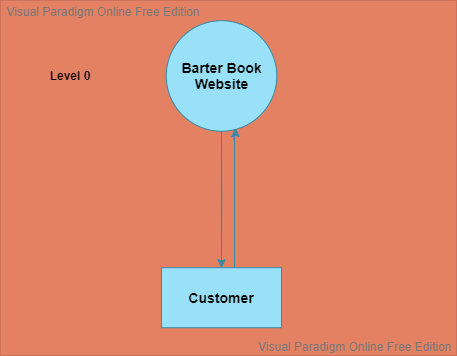 Visual Paradigm Online Free Edition
Barter Book
Website
Level 0
Customer
Visual Paradigm Online Free Edition